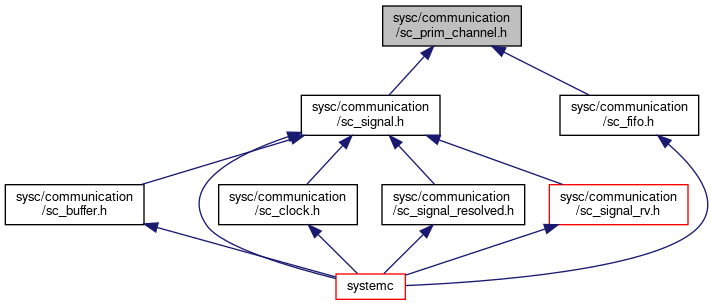 sysc/communication
/sc_prim_channel.h
sysc/communication
/sc_signal.h
sysc/communication
/sc_fifo.h
sysc/communication
/sc_buffer.h
sysc/communication
/sc_clock.h
sysc/communication
/sc_signal_resolved.h
sysc/communication
/sc_signal_rv.h
systemc